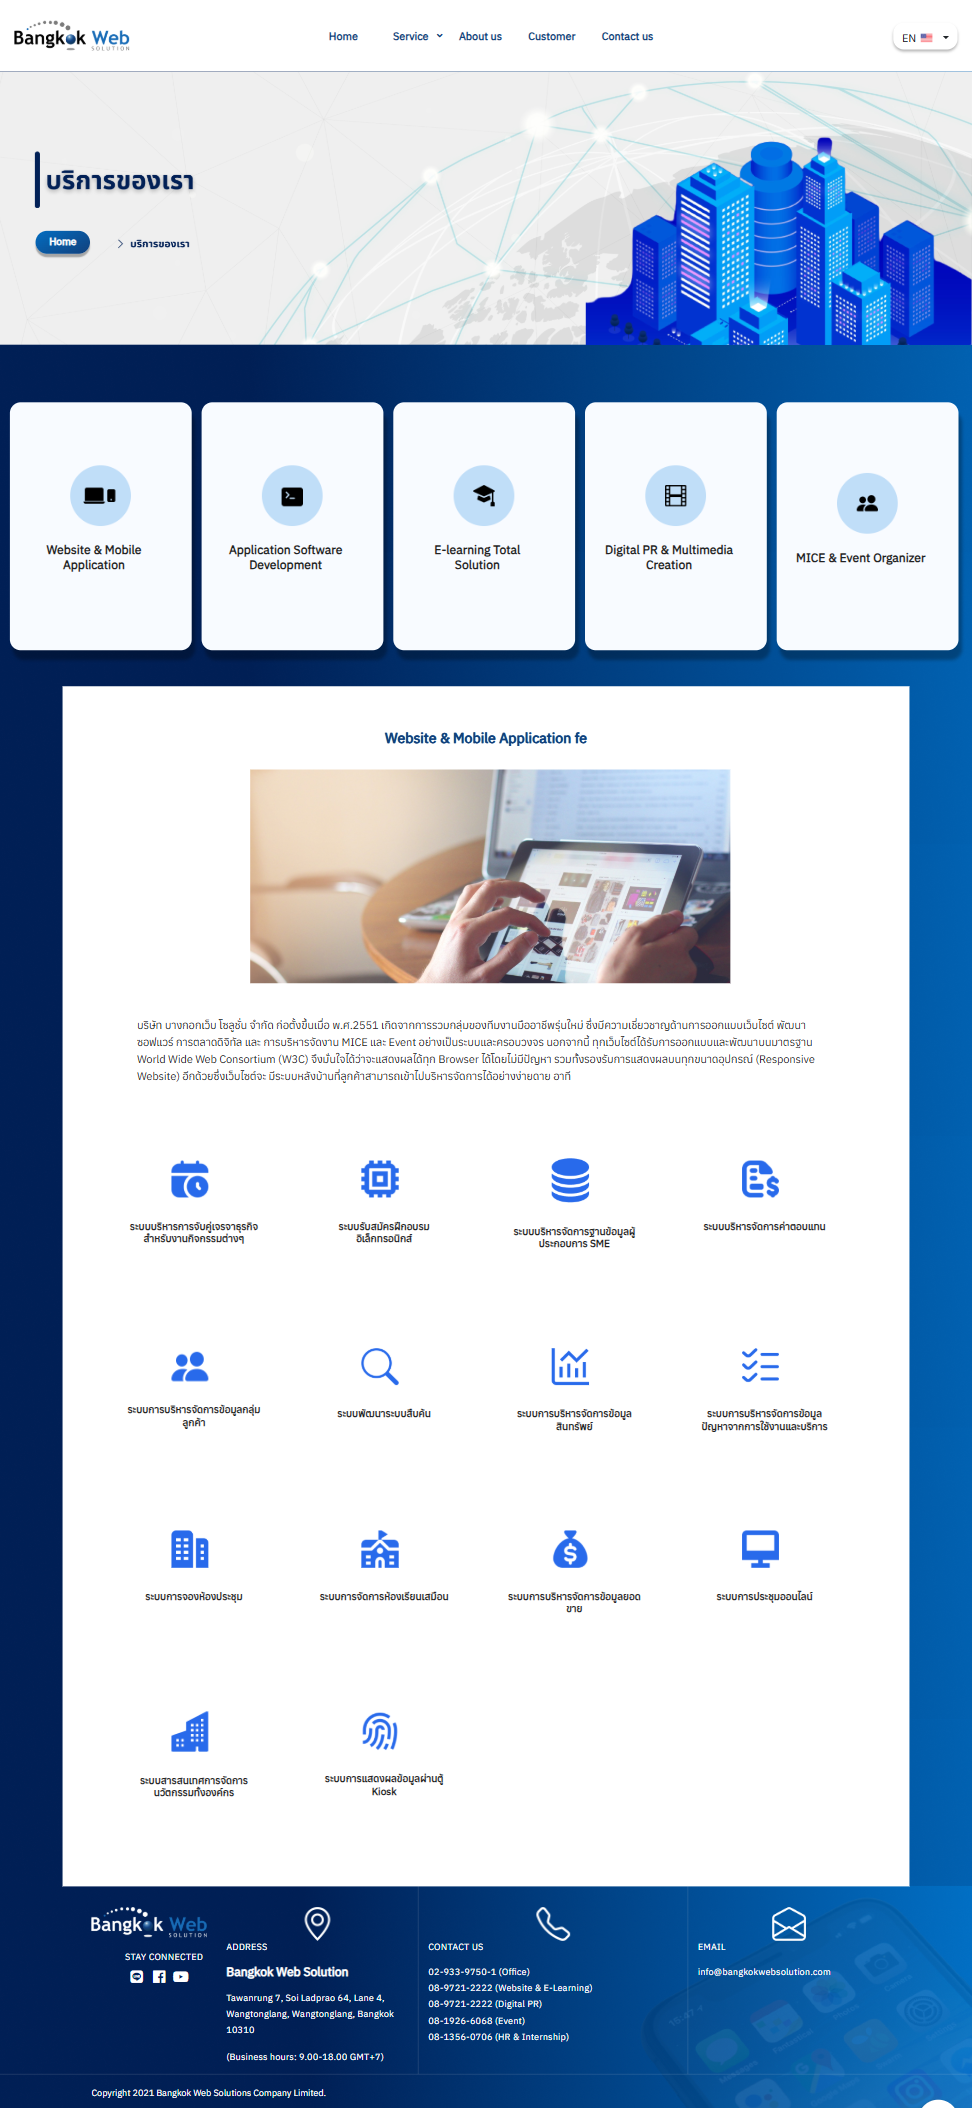 Bangkok Web
SOLUTION
Home
Service
About us
Customer
Contact us
EN
บริการของเรา
Home
บริการของเรา
Website & Mobile
Application
Application Software
Development
E-learning Total
Solution
Digital PR & Multimedia
Creation
MICE & Event Organizer
Website & Mobile Application fe
บริษัท บางกอกเว็บ โซลูชั่น จำกัด ก่อตั้งขึ้นเมื่อ พ.ศ.2551 เกิดจากการรวมกลุ่มของทีมงานมืออาชีพรุ่นใหม่ ซึ่งมีความเชี่ยวชาญด้านการออกแบบเว็บไซต์ พัฒนา
ซอฟแวร์ การตลาดดิจิทัล และ การบริหารจัดงาน MICE และ Event อย่างเป็นระบบและครอบวงจร นอกจากนี้ ทุกเว็บไซต์ได้รับการออกแบบและพัฒนาบนมาตรฐาน
World Wide Web Consortium (W3C) จึงมั่นใจได้ว่าจะแสดงผลได้ทุก Browser ได้โดยไม่มีปัญหา รวมทั้งรองรับการแสดงผลบนทุกขนาดอุปกรณ์ (Responsive
Website) อีกด้วยซึ่งเว็บไซต์จะ มีระบบหลังบ้านที่ลูกค้าสามารถเข้าไปบริหารจัดการได้อย่างง่ายดาย อาทิ
ระบบบริหารการจับคู่เจรจาธุรกิจ
สำหรับงานกิจกรรมต่างๆ
ระบบรับสมัครฝึกอบรม
อิเล็กทรอนิกส์
ระบบบริหารจัดการฐานข้อมูลผู้
ประกอบการ SME
ระบบบริหารจัดการค่าตอบแทน
ระบบการบริหารจัดการข้อมูลกลุ่ม
ลูกค้า
ระบบพัฒนาระบบสืบค้น
ระบบการบริหารจัดการข้อมูล
สินทรัพย์
ระบบการบริหารจัดการข้อมูล
ปัญหาจากการใช้งานและบริการ
ระบบการจองห้องประชุม
ระบบการจัดการห้องเรียนเสมือน
ระบบการบริหารจัดการข้อมูลยอด
ขาย
ระบบการประชุมออนไลน์
ระบบสารสนเทศการจัดการ
นวัตกรรมทั้งองค์กร
ระบบการแสดงผลข้อมูลผ่านตู้
Kiosk
Bangkok Web
SOLUTION
STAY CONNECTED
ADDRESS
Bangkok Web Solution
Tawanrung 7, Soi Ladprao 64, Lane 4,
Wangtonglang, Wangtonglang, Bangkok
10310
(Business hours: 9.00-18.00 GMT+7)
CONTACT US
02-933-9750-1 (Office)
08-9721-2222 (Website & E-Learning)
08-9721-2222 (Digital PR)
08-1926-6068 (Event)
08-1356-0706 (HR & Internship)
EMAIL
info@bangkokwebsolution.com
Copyright 2021 Bangkok Web Solutions Company Limited.